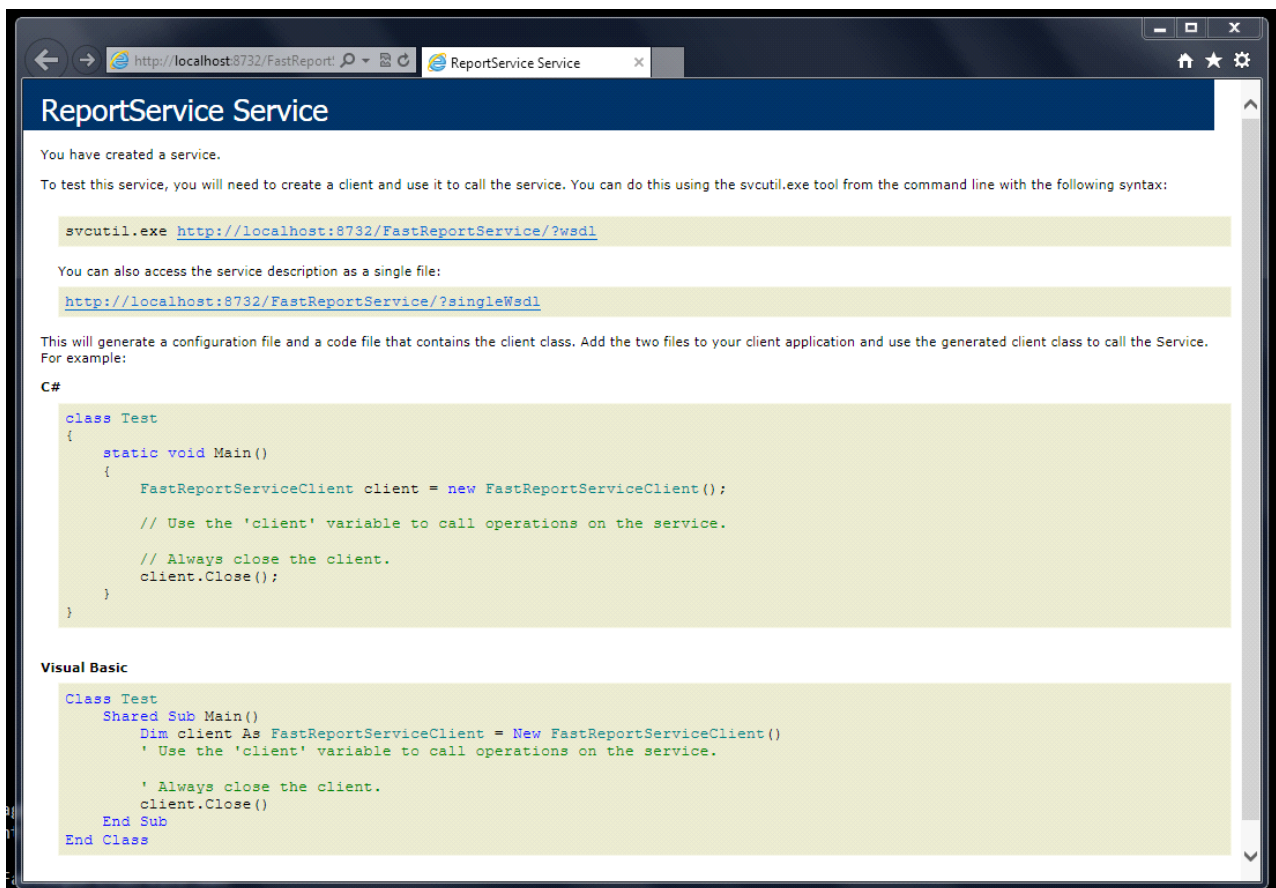 http://localhost:8732/FastReport!
ReportService Service
ReportService Service
You have created a service.
To test this service, you will need to create a client and use it to call the service. You can do this using the svcutil.exe tool from the command line with the following syntax:
svcutil.exe http://localhost:8732/FastReportService/?wsdl
You can also access the service description as a single file:
http://localhost:8732/FastReportService/?singleWsdl
This will generate a configuration file and a code file that contains the client class. Add the two files to your client application and use the generated client class to call the Service.
For example:
C#
class Test
{
    static void Main()
    {
        FastReportServiceClient client = new FastReportServiceClient();
        // Use the 'client' variable to call operations on the service.
        // Always close the client.
        client.Close();
    }
}
Visual Basic
Class Test
    Shared Sub Main()
        Dim client As FastReportServiceClient = New FastReportServiceClient()
        ' Use the 'client' variable to call operations on the service.
        ' Always close the client.
        client.Close()
    End Sub
End Class